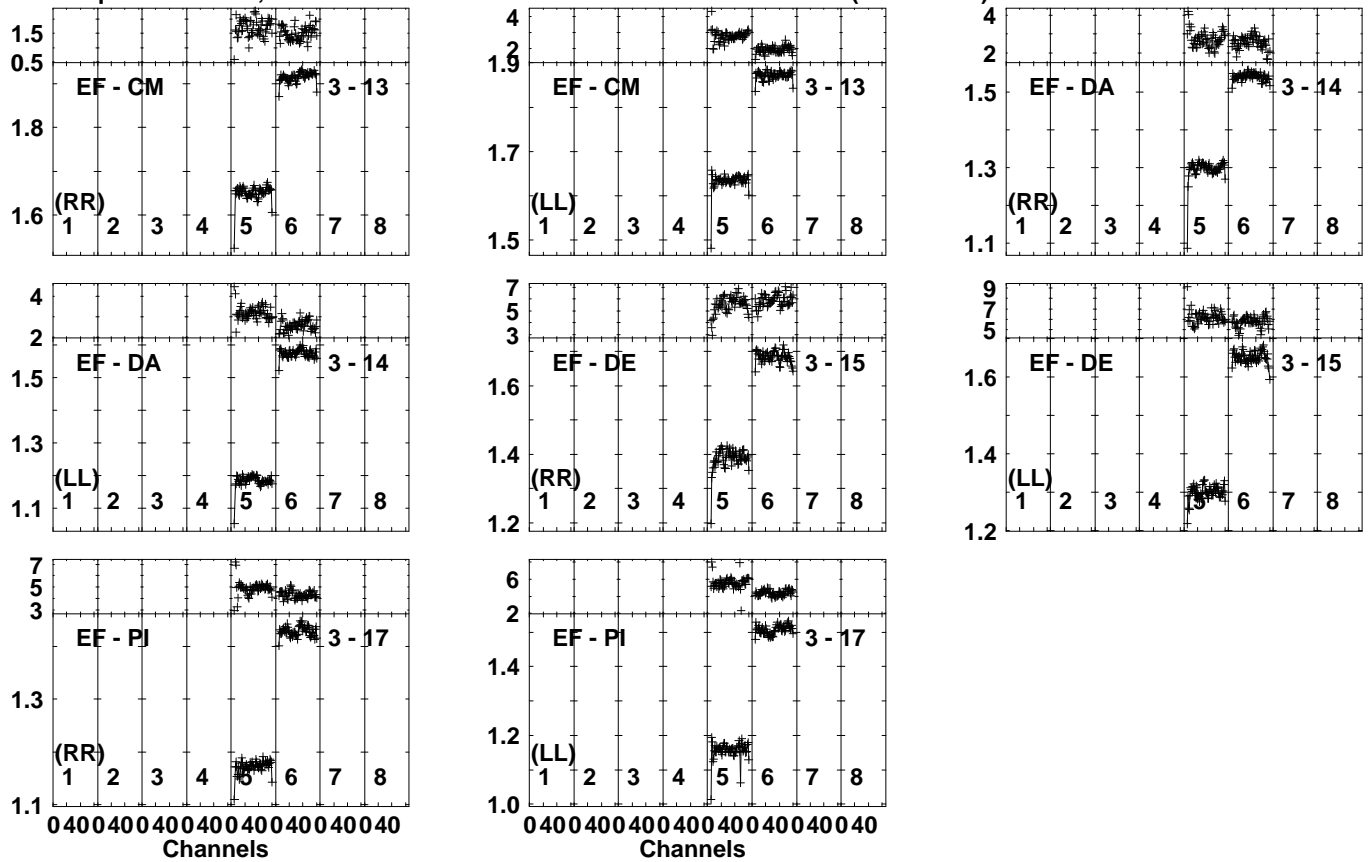 1.5
0.5
EF - CM 3 - 13
1.8
1.6
(RR)
1 2 3 4 5 6 7 8
4
2
1.9
EF - CM 3 - 13
1.7
1.5
(LL)
1 2 3 4 5 6 7 8
4
2
EF - DA 3 - 14
1.5
1.3
1.1
(RR)
1 2 3 4 5 6 7 8
4
2
EF - DA 3 - 14
1.5
1.3
1.1
(LL)
1 2 3 4 5 6 7 8
7
5
3
EF - DE 3 - 15
1.6
1.4
1.2
(RR)
1 2 3 4 5 6 7 8
9
7
5
EF - DE 3 - 15
1.6
1.4
1.2
(LL)
1 2 3 4 5 6 7 8
7
5
3
EF - PI 3 - 17
1.3
1.1
(RR)
1 2 3 4 5 6 7 8
0 40 0 40 0 40 0 40 0 40 0 40 0 40 0 40
Channels
6
2
EF - PI 3 - 17
1.4
1.2
1.0
(LL)
1 2 3 4 5 6 7 8
0 40 0 40 0 40 0 40 0 40 0 40 0 40 0 40
Channels